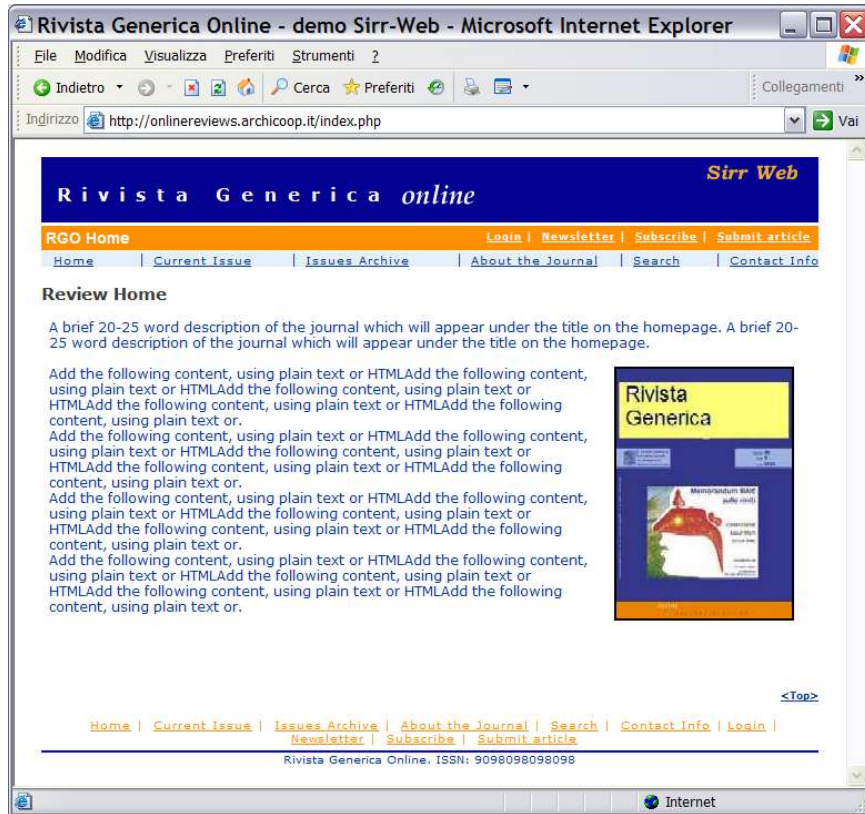 Rivista Generica Online - demo Sirr-Web - Microsoft Internet Explorer
File Modifica Visualizza Preferiti Strumenti ?
Indietro Cerca Preferiti Collegamenti »
Indirizzo http://onlinereviews.archicoop.it/index.php Vai
Sirr Web
Rivista Generica online
RGO Home Login | Newsletter | Subscribe | Submit article
Home | Current Issue | Issues Archive | About the Journal | Search | Contact Info
Review Home
A brief 20-25 word description of the journal which will appear under the title on the homepage. A brief 20-
25 word description of the journal which will appear under the title on the homepage.
Add the following content, using plain text or HTMLAdd the following content,
using plain text or HTMLAdd the following content, using plain text or
HTMLAdd the following content, using plain text or HTMLAdd the following
content, using plain text or.
Add the following content, using plain text or HTMLAdd the following content,
using plain text or HTMLAdd the following content, using plain text or
HTMLAdd the following content, using plain text or HTMLAdd the following
content, using plain text or.
Add the following content, using plain text or HTMLAdd the following content,
using plain text or HTMLAdd the following content, using plain text or
HTMLAdd the following content, using plain text or HTMLAdd the following
content, using plain text or.
Add the following content, using plain text or HTMLAdd the following content,
using plain text or HTMLAdd the following content, using plain text or
HTMLAdd the following content, using plain text or HTMLAdd the following
content, using plain text or.
Rivista
Generica
Memorandum
sulle riniti
<Top>
Home | Current Issue | Issues Archive | About the Journal | Search | Contact Info | Login |
Newsletter | Subscribe | Submit article
Rivista Generica Online. ISSN: 9098098098098
Internet